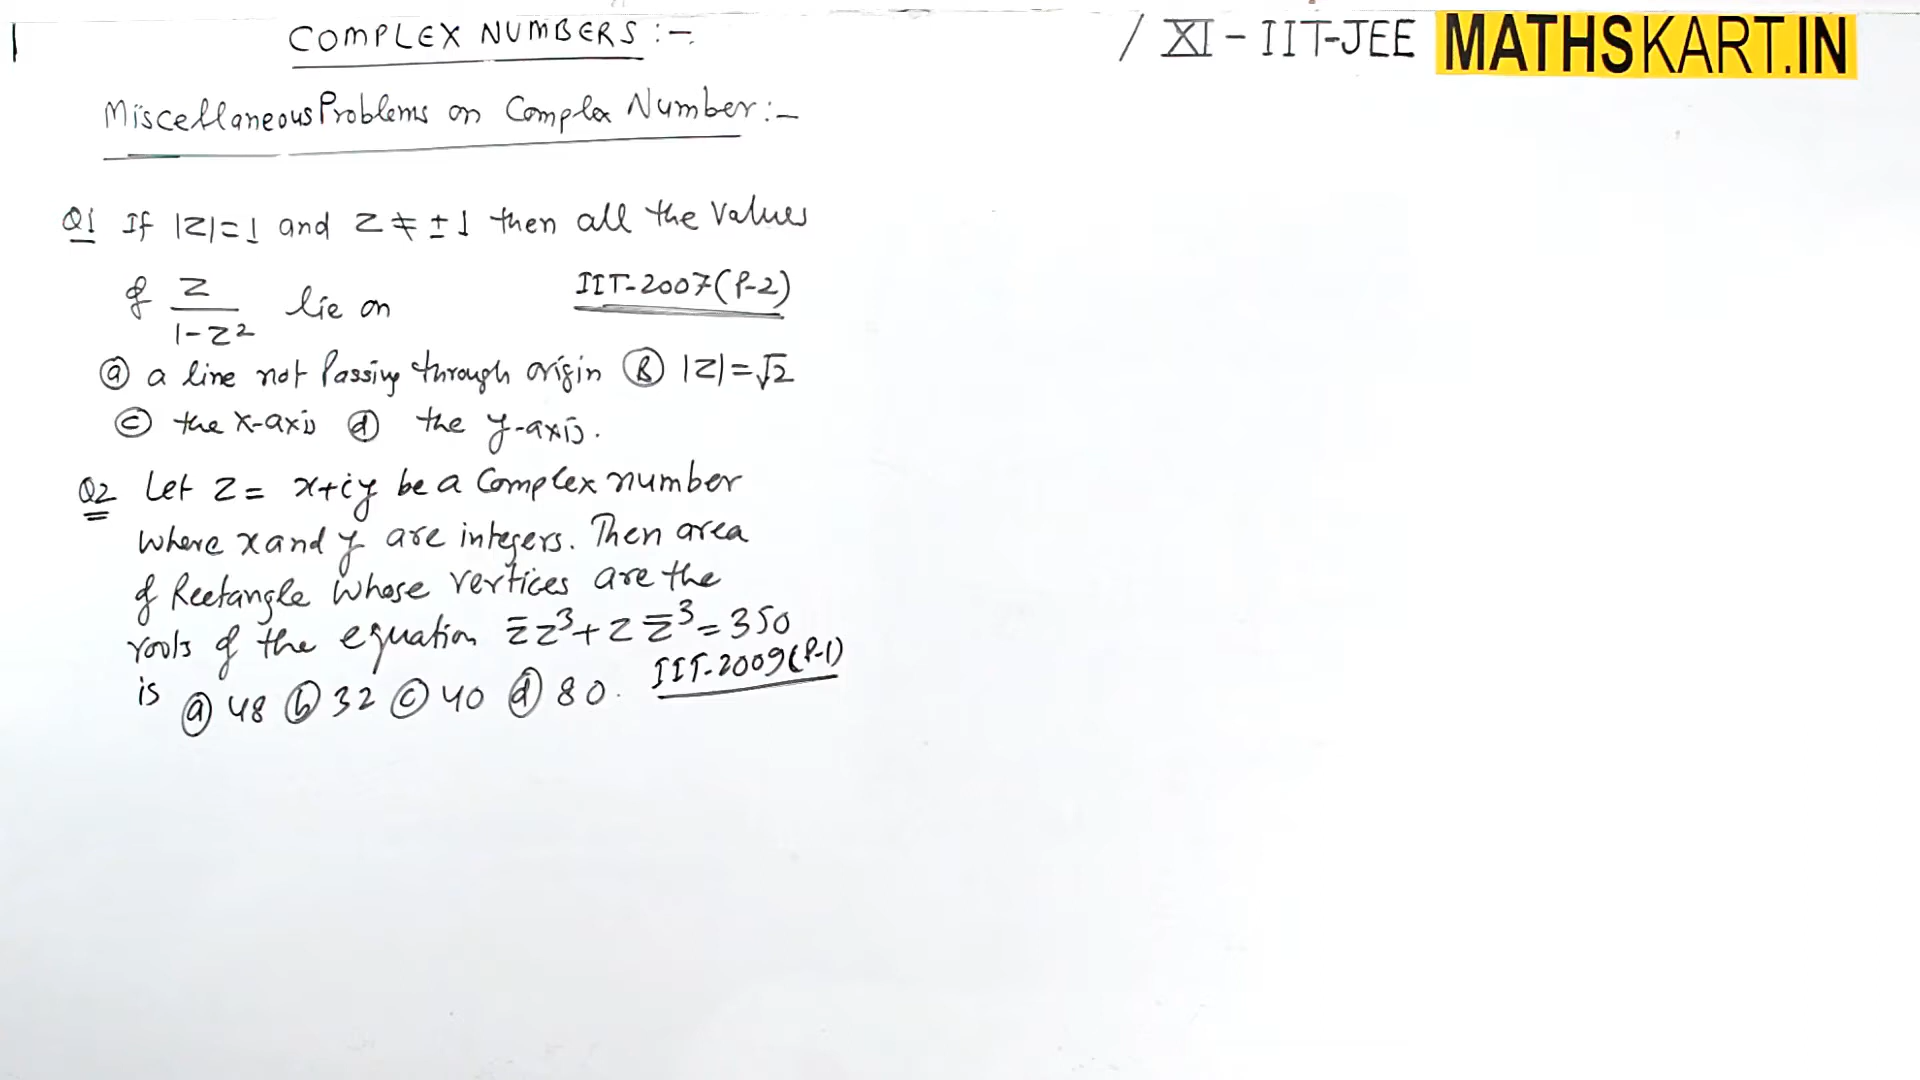 COMPLEX NUMBERS :-
/ XI - IIT-JEE MATHSKART.IN
Miscellaneous Problems on Complex Number :-
Q1 If |z|=1 and z ≠ ±1 then all the values
of z/(1-z²) lie on IIT-2007(P-2)
ⓐ a line not Passing through origin ⓑ |z|=√2
ⓒ the x-axis ⓓ the y-axis.
Q2 Let z = x+iy be a Complex number
where x and y are integers. Then area
of Rectangle whose vertices are the
roots of the equation z̄z³+zz̄³=350
is ⓐ 48 ⓑ 32 ⓒ 40 ⓓ 80. IIT-2009(P-1)